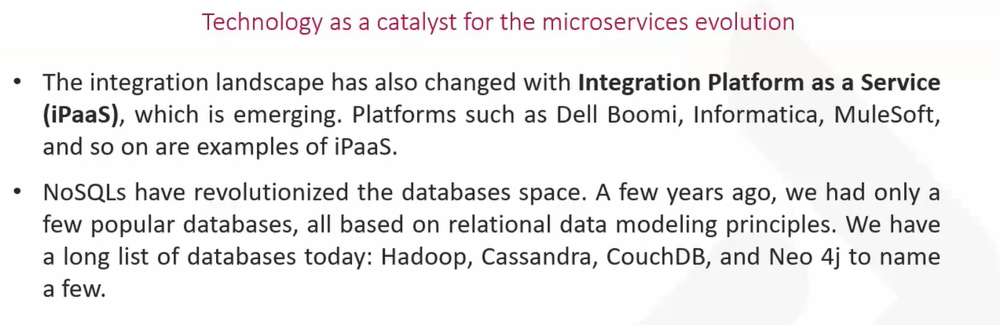 Technology as a catalyst for the microservices evolution
• The integration landscape has also changed with Integration Platform as a Service
(iPaaS), which is emerging. Platforms such as Dell Boomi, Informatica, MuleSoft,
and so on are examples of iPaaS.
• NoSQLs have revolutionized the databases space. A few years ago, we had only a
few popular databases, all based on relational data modeling principles. We have
a long list of databases today: Hadoop, Cassandra, CouchDB, and Neo 4j to name
a few.